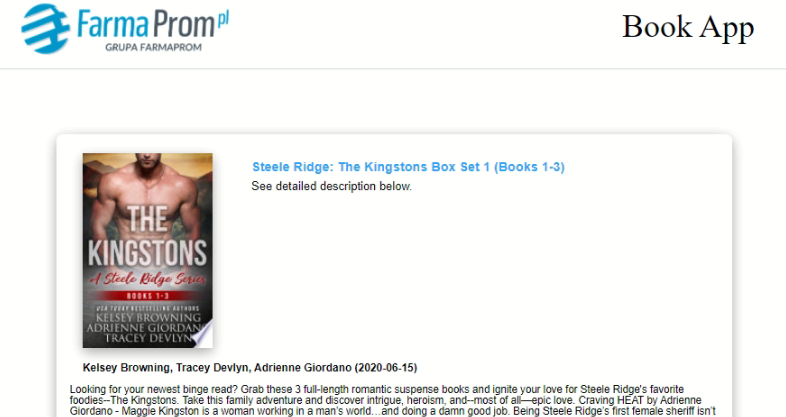 FarmaProm pl
GRUPA FARMAPROM
Book App
THE
KINGSTONS
A Steele Ridge Series
BOOKS 1-3
USA TODAY BESTSELLING AUTHORS
KELSEY BROWNING
ADRIENNE GIORDANO
TRACEY DEVLYN
Steele Ridge: The Kingstons Box Set 1 (Books 1-3)
See detailed description below.
Kelsey Browning, Tracey Devlyn, Adrienne Giordano (2020-06-15)
Looking for your newest binge read? Grab these 3 full-length romantic suspense books and ignite your love for Steele Ridge's favorite
foodies--The Kingstons. Take this family adventure and discover intrigue, heroism, and--most of all—epic love. Craving HEAT by Adrienne
Giordano - Maggie Kingston is a woman working in a man's world…and doing a damn good job. Being Steele Ridge's first female sheriff isn't